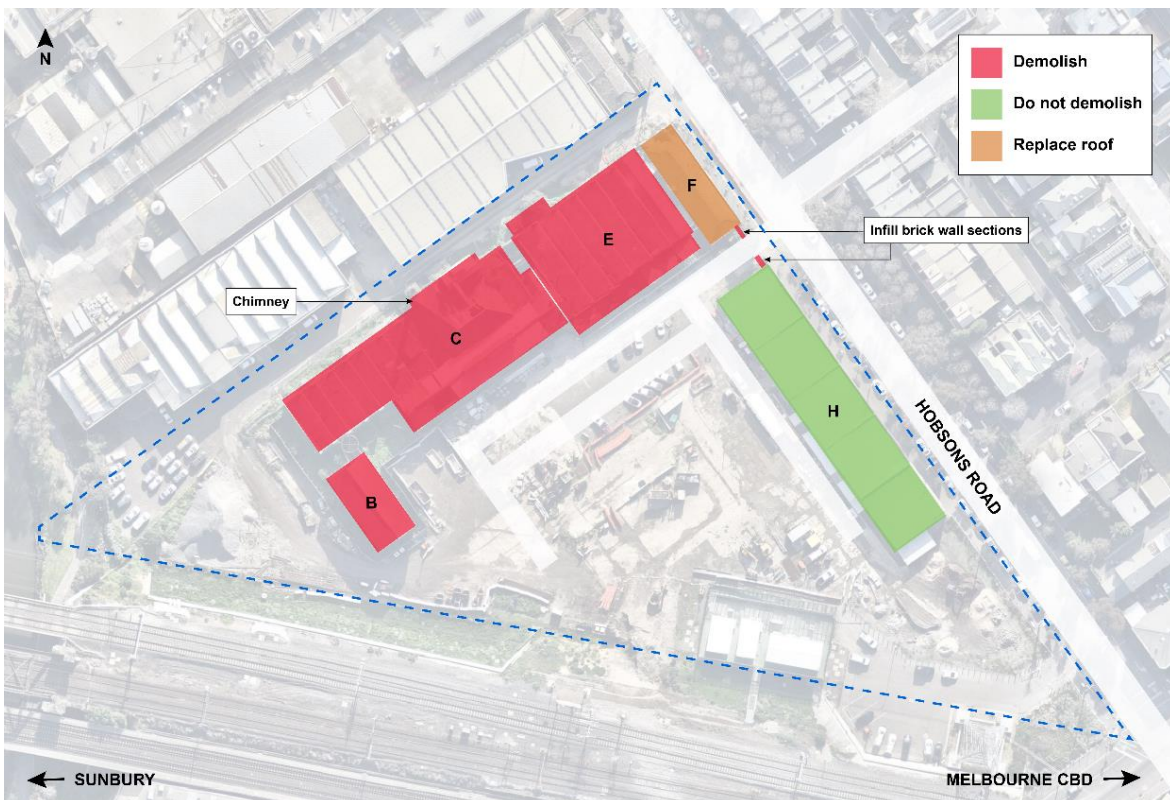 N
Demolish
Do not demolish
Replace roof
F
Infill brick wall sections
E
Chimney
C
H
HOBSONS ROAD
B
SUNBURY
MELBOURNE CBD